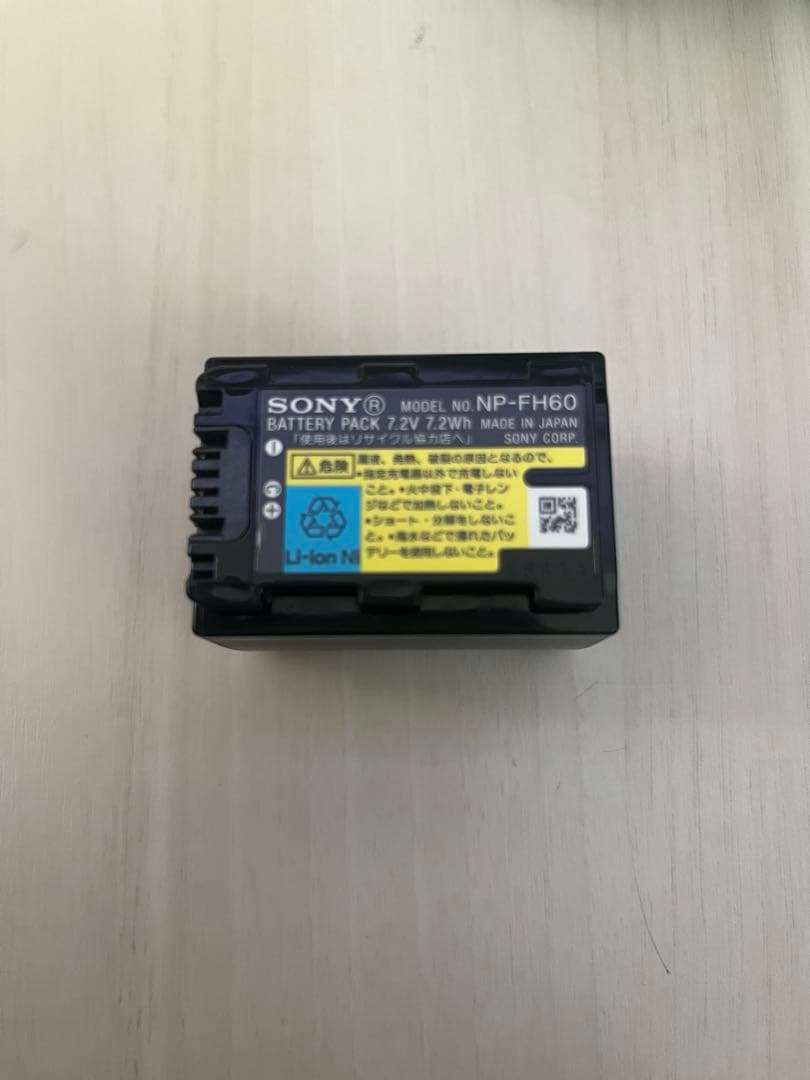 SONY® MODEL NO. NP-FH60
BATTERY PACK 7.2V 7.2Wh MADE IN JAPAN
「使用後はリサイクル協力店へ」 SONY CORP.
⚠危険 液漏、発熱、破裂の原因となるので、
•指定充電器以外で充電しない
こと。•火中投下・電子レン
ジなどで加熱しないこと。
•ショート・分解をしないこ
と。•海水などで濡れたバッ
テリーを使用しないこと。
Li-ion Ni